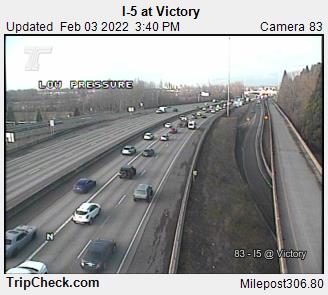 I-5 at Victory
Updated  Feb 03 2022  3:40 PM
Camera 83
LOW PRESSURE
N
83 - I5 @ Victory
TripCheck.com
Milepost306.80